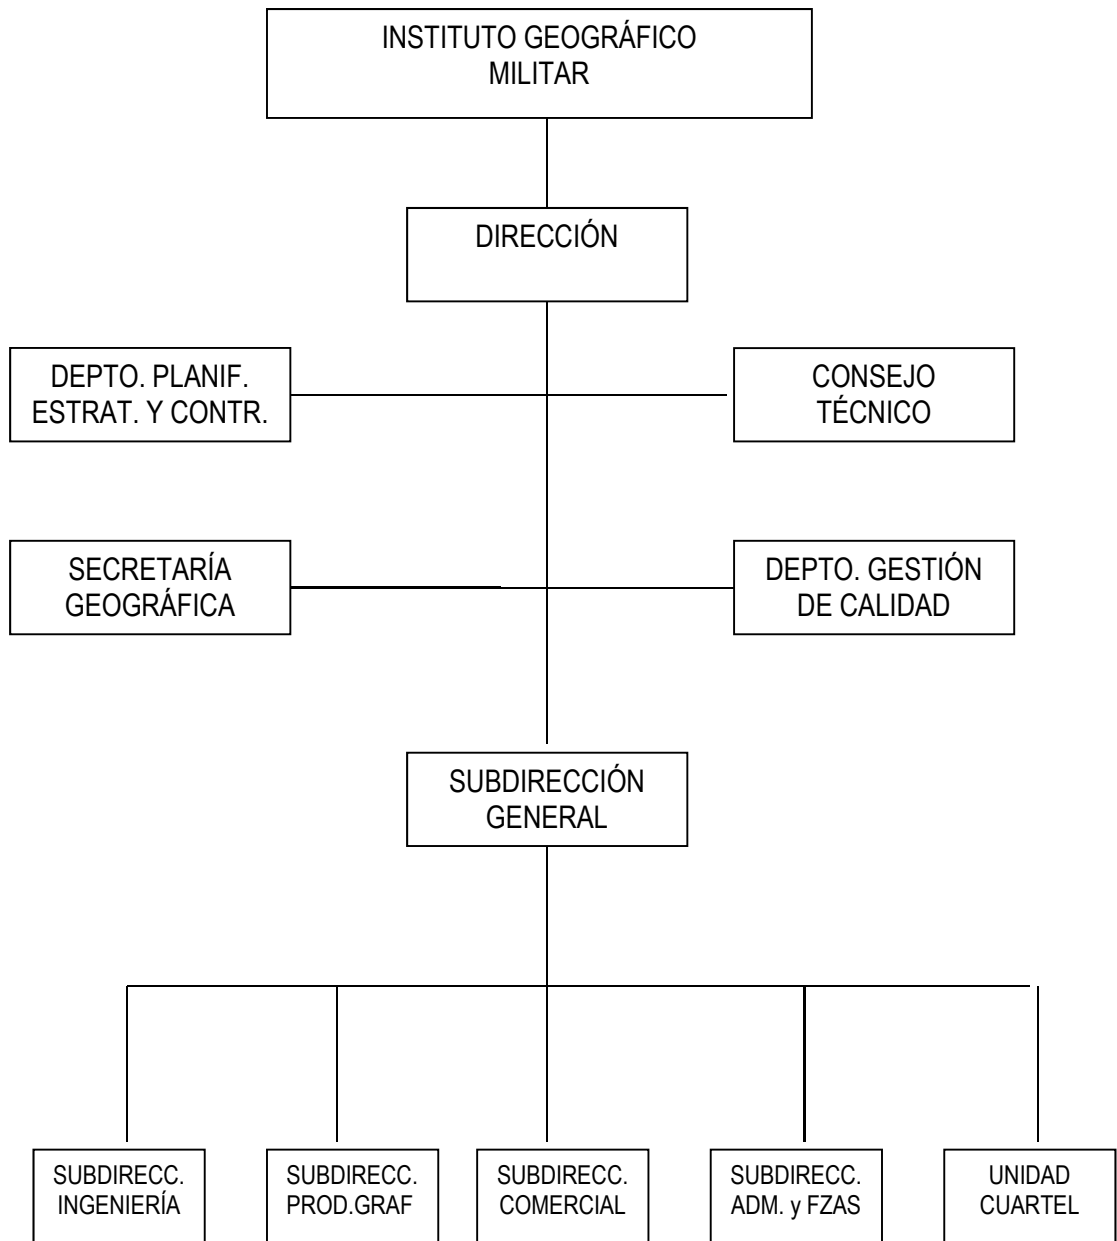 INSTITUTO GEOGRÁFICO
MILITAR
DIRECCIÓN
DEPTO. PLANIF.
ESTRAT. Y CONTR.
CONSEJO
TÉCNICO
SECRETARÍA
GEOGRÁFICA
DEPTO. GESTIÓN
DE CALIDAD
SUBDIRECCIÓN
GENERAL
SUBDIRECC.
INGENIERÍA
SUBDIRECC.
PROD.GRAF
SUBDIRECC.
COMERCIAL
SUBDIRECC.
ADM. y FZAS
UNIDAD
CUARTEL